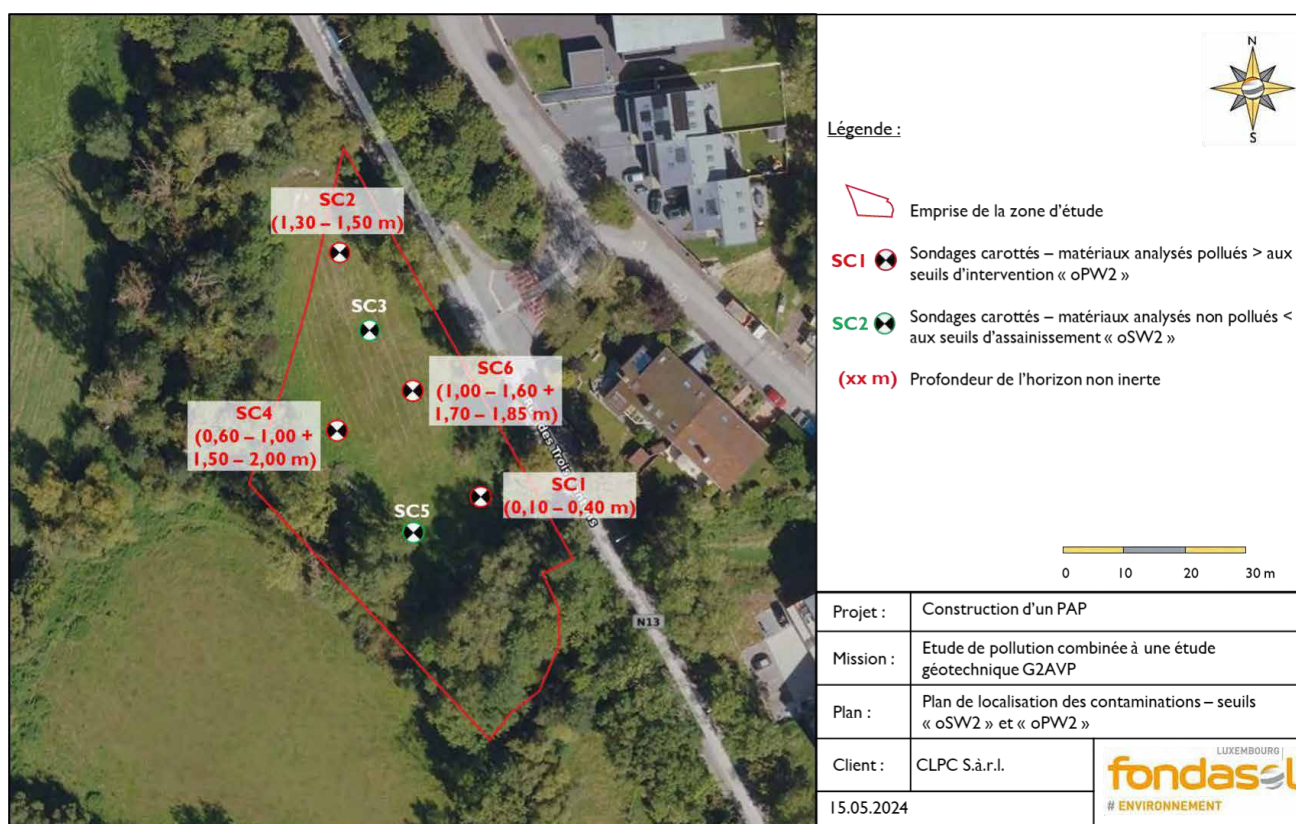 SC2
(1,30 – 1,50 m)
SC3
SC6
(1,00 – 1,60 +
1,70 – 1,85 m)
SC4
(0,60 – 1,00 +
1,50 – 2,00 m)
SC1
(0,10 – 0,40 m)
SC5
des Trois
N13
N
S
Légende :
Emprise de la zone d'étude
SC1 Sondages carottés – matériaux analysés pollués > aux
seuils d'intervention « oPW2 »
SC2 Sondages carottés – matériaux analysés non pollués <
aux seuils d'assainissement « oSW2 »
(xx m) Profondeur de l'horizon non inerte
0 10 20 30 m
Projet : Construction d'un PAP
Mission : Etude de pollution combinée à une étude
géotechnique G2AVP
Plan : Plan de localisation des contaminations – seuils
« oSW2 » et « oPW2 »
Client : CLPC S.à.r.l.
15.05.2024
LUXEMBOURG
fondasol
# ENVIRONNEMENT